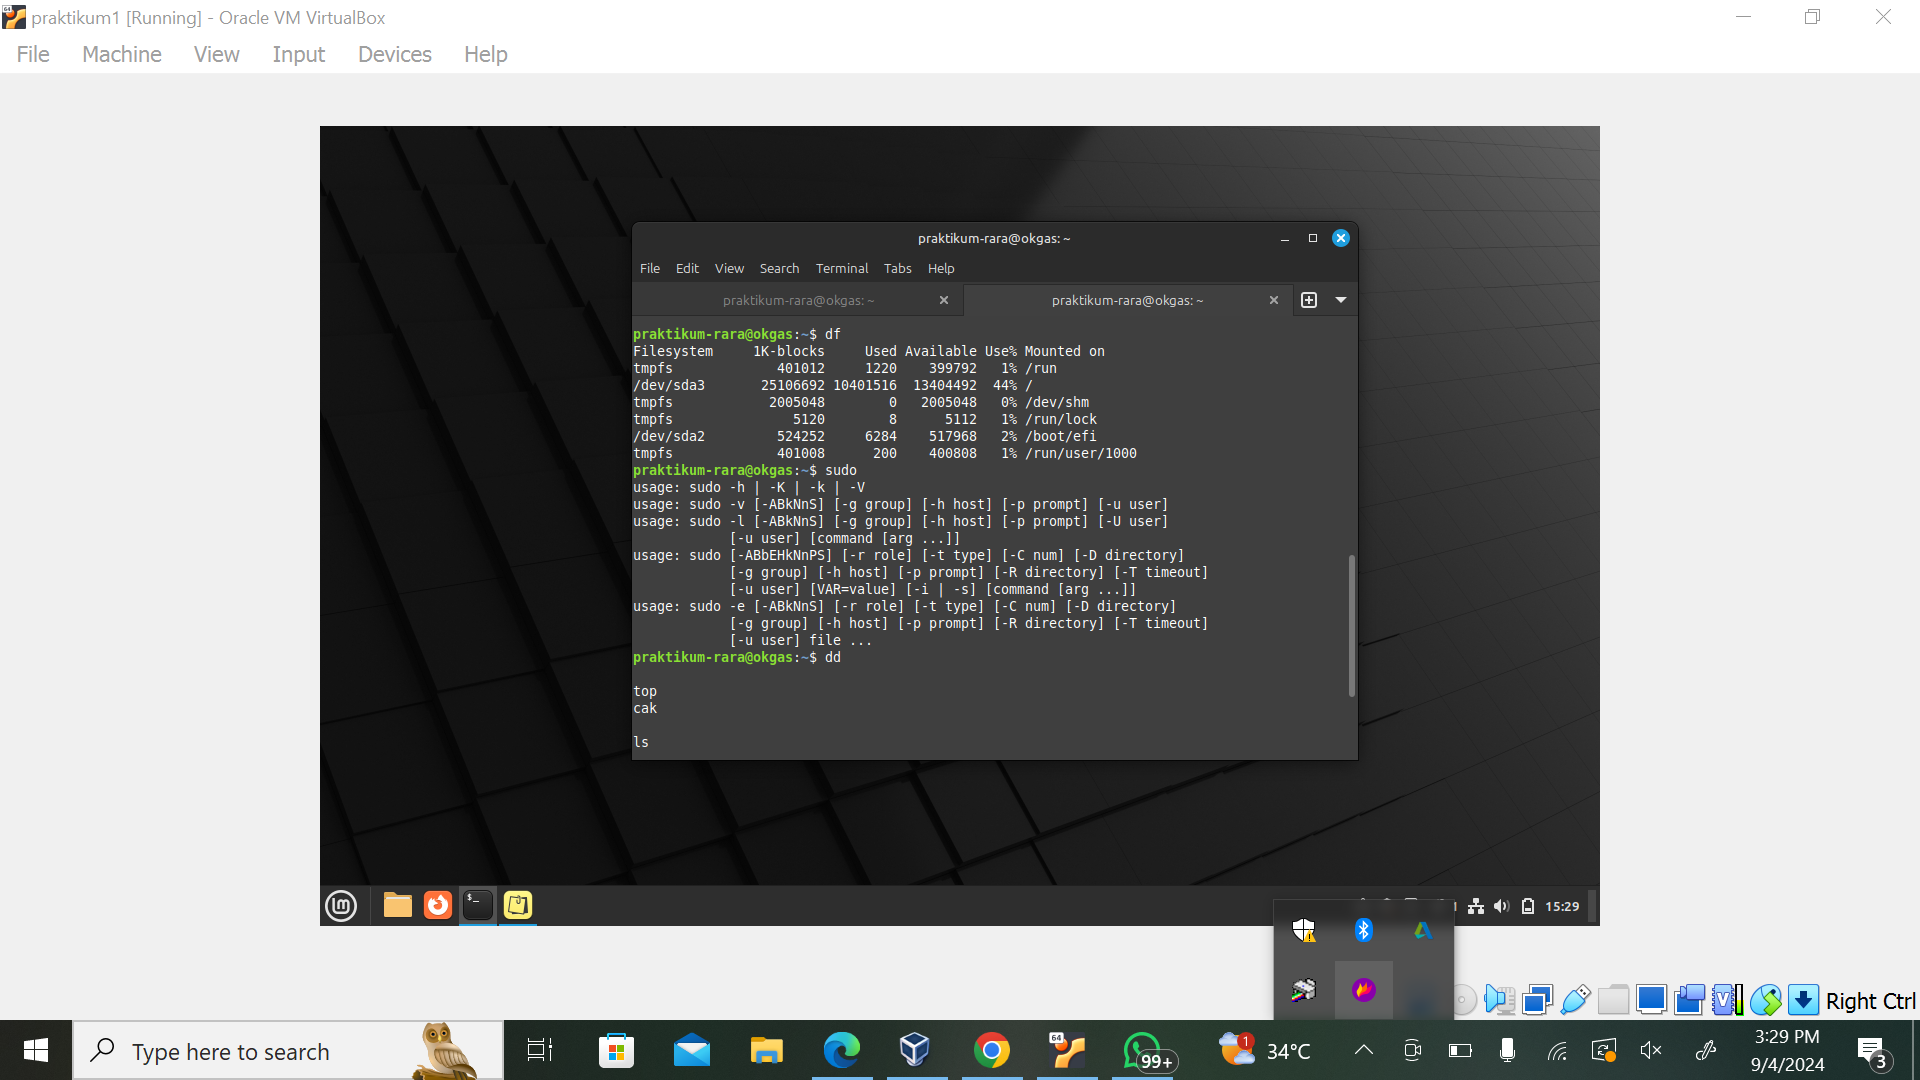 praktikum1 [Running] - Oracle VM VirtualBox
File Machine View Input Devices Help
praktikum-rara@okgas: ~
File Edit View Search Terminal Tabs Help
praktikum-rara@okgas: ~ praktikum-rara@okgas: ~
praktikum-rara@okgas:~$ df
Filesystem     1K-blocks     Used Available Use% Mounted on
tmpfs             401012     1220    399792   1% /run
/dev/sda3       25106692 10401516  13404492  44% /
tmpfs            2005048        0   2005048   0% /dev/shm
tmpfs               5120        8      5112   1% /run/lock
/dev/sda2         524252     6284    517968   2% /boot/efi
tmpfs             401008      200    400808   1% /run/user/1000
praktikum-rara@okgas:~$ sudo
usage: sudo -h | -K | -k | -V
usage: sudo -v [-ABkNnS] [-g group] [-h host] [-p prompt] [-u user]
usage: sudo -l [-ABkNnS] [-g group] [-h host] [-p prompt] [-U user]
            [-u user] [command [arg ...]]
usage: sudo [-ABbEHkNnPS] [-r role] [-t type] [-C num] [-D directory]
            [-g group] [-h host] [-p prompt] [-R directory] [-T timeout]
            [-u user] [VAR=value] [-i | -s] [command [arg ...]]
usage: sudo -e [-ABkNnS] [-r role] [-t type] [-C num] [-D directory]
            [-g group] [-h host] [-p prompt] [-R directory] [-T timeout]
            [-u user] file ...
praktikum-rara@okgas:~$ dd
top
cak
ls
15:29
Right Ctrl
Type here to search
64
99+
1
34°C
3:29 PM
9/4/2024
3